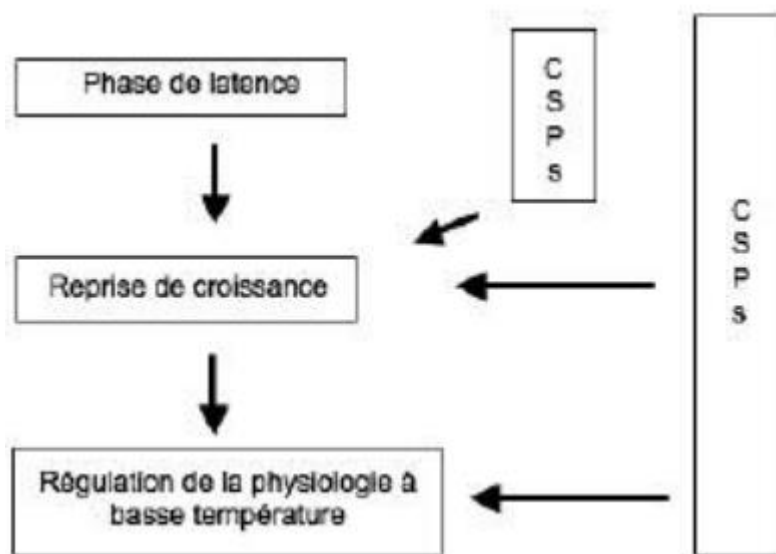 Phase de latence
C
S
P
s
Reprise de croissance
C
S
P
s
Régulation de la physiologie à
basse température